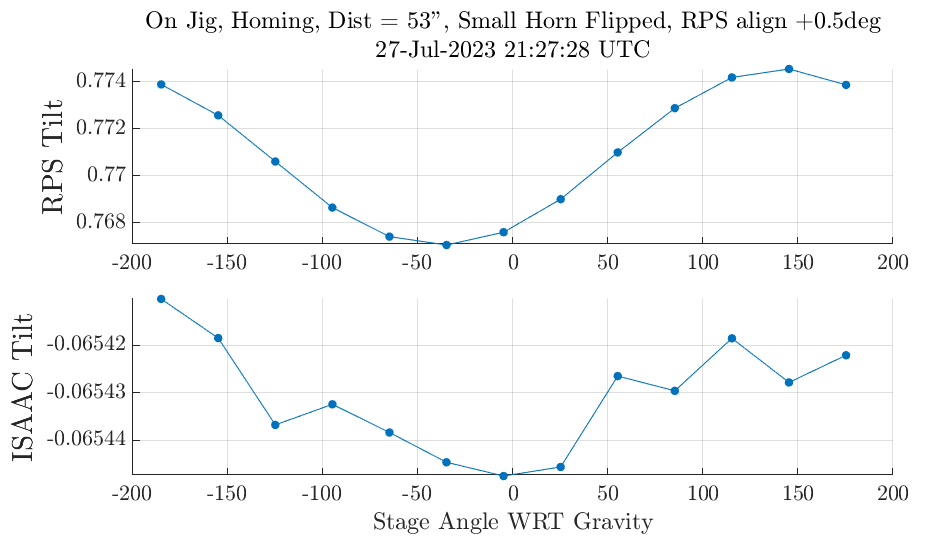 On Jig, Homing, Dist = 53", Small Horn Flipped, RPS align +0.5deg
27-Jul-2023 21:27:28 UTC
RPS Tilt
0.774
0.772
0.77
0.768
-200 -150 -100 -50 0 50 100 150 200
ISAAC Tilt
-0.06542
-0.06543
-0.06544
-200 -150 -100 -50 0 50 100 150 200
Stage Angle WRT Gravity